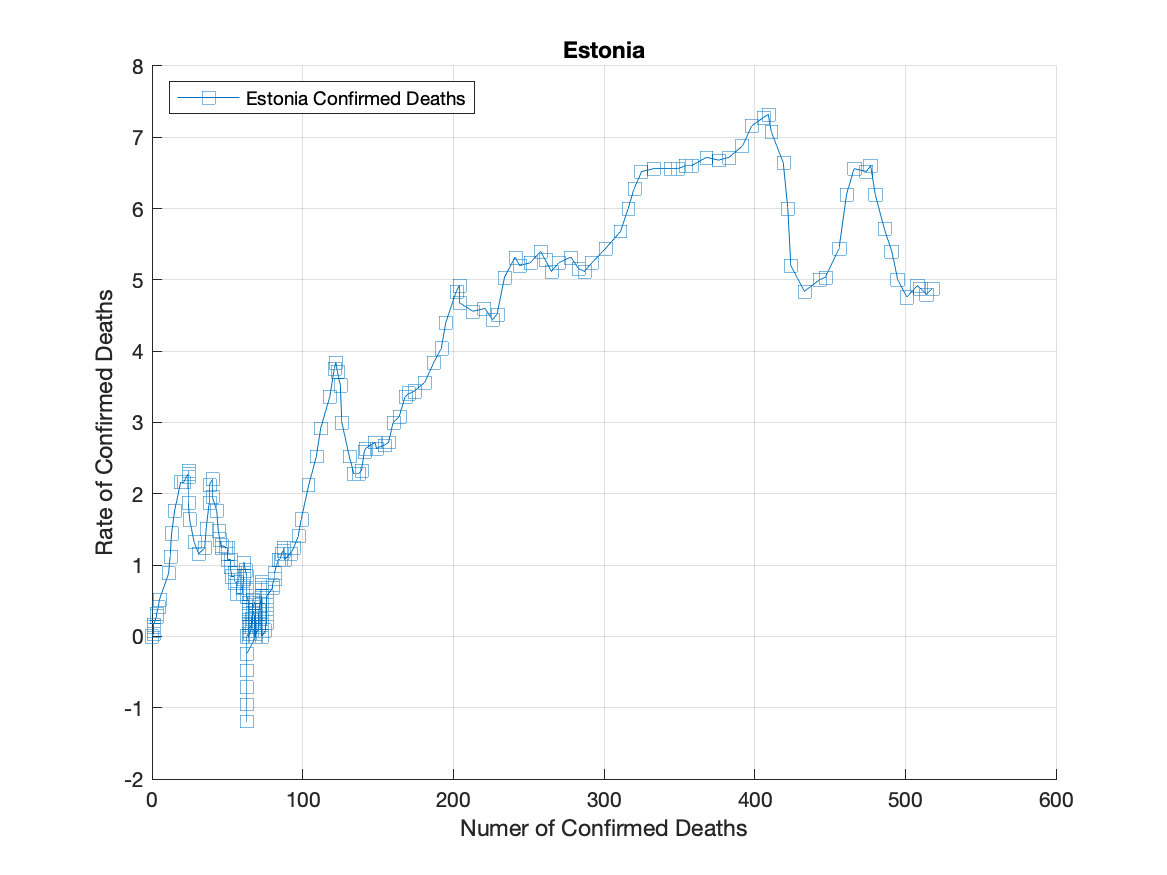 Estonia
Estonia Confirmed Deaths
8
7
6
5
4
3
2
1
0
-1
-2
Rate of Confirmed Deaths
0 100 200 300 400 500 600
Numer of Confirmed Deaths